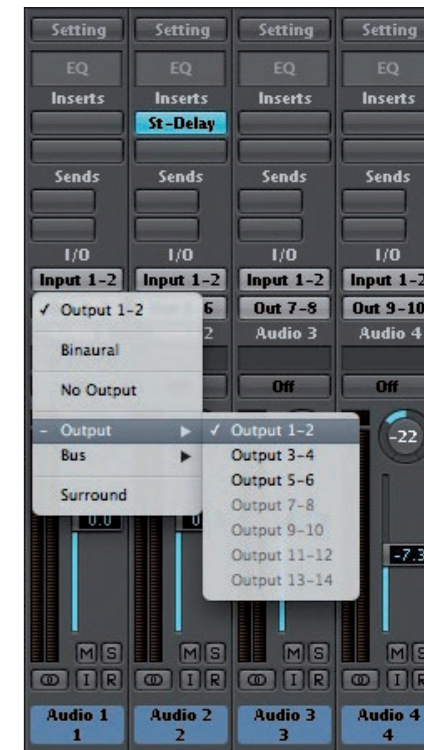 Setting Setting Setting Setting
EQ EQ EQ EQ
Inserts Inserts Inserts Inserts
St-Delay
Sends Sends Sends Sends
I/O I/O I/O I/O
Input 1-2 Input 1-2 Input 1-2 Input 1-2
✓ Output 1-2 6 Out 7-8 Out 9-10
2 Audio 3 Audio 4
Binaural
No Output Off Off
- Output ▶ ✓ Output 1-2 -22
Bus ▶ Output 3-4
Output 5-6
Surround Output 7-8
0.0 Output 9-10
Output 11-12 -7.3
Output 13-14
M S M S M S M S
I R I R I R I R
Audio 1 Audio 2 Audio 3 Audio 4
1 2 3 4